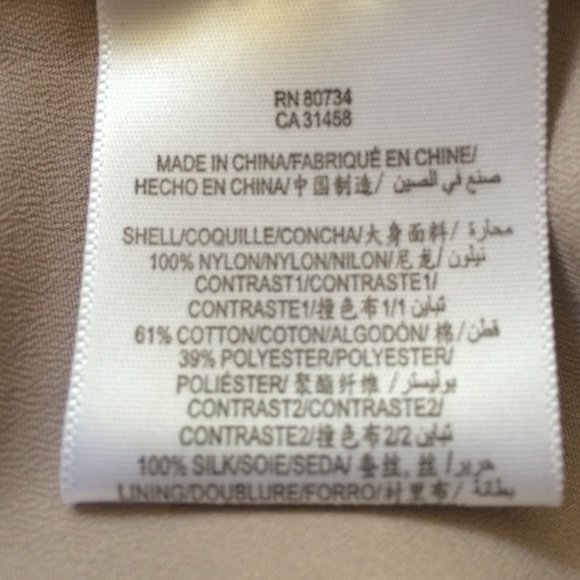 RN 80734
CA 31458
MADE IN CHINA/FABRIQUÉ EN CHINE/
HECHO EN CHINA/中国制造/ صنع في الصين
SHELL/COQUILLE/CONCHA/大身面料/ محارة
100% NYLON/NYLON/NILON/尼龙/ نيلون
CONTRAST1/CONTRASTE1/
CONTRASTE1/撞色布1/1 تباين
61% COTTON/COTON/ALGODÓN/ 棉/ قطن
39% POLYESTER/POLYESTER/
POLIÉSTER/ 聚酯纤维 / بوليستر
CONTRAST2/CONTRASTE2/
CONTRASTE2/撞色布2/2 تباين
100% SILK/SOIE/SEDA/ 蚕丝, 丝 / حرير
LINING/DOUBLURE/FORRO/衬里布/ بطانة